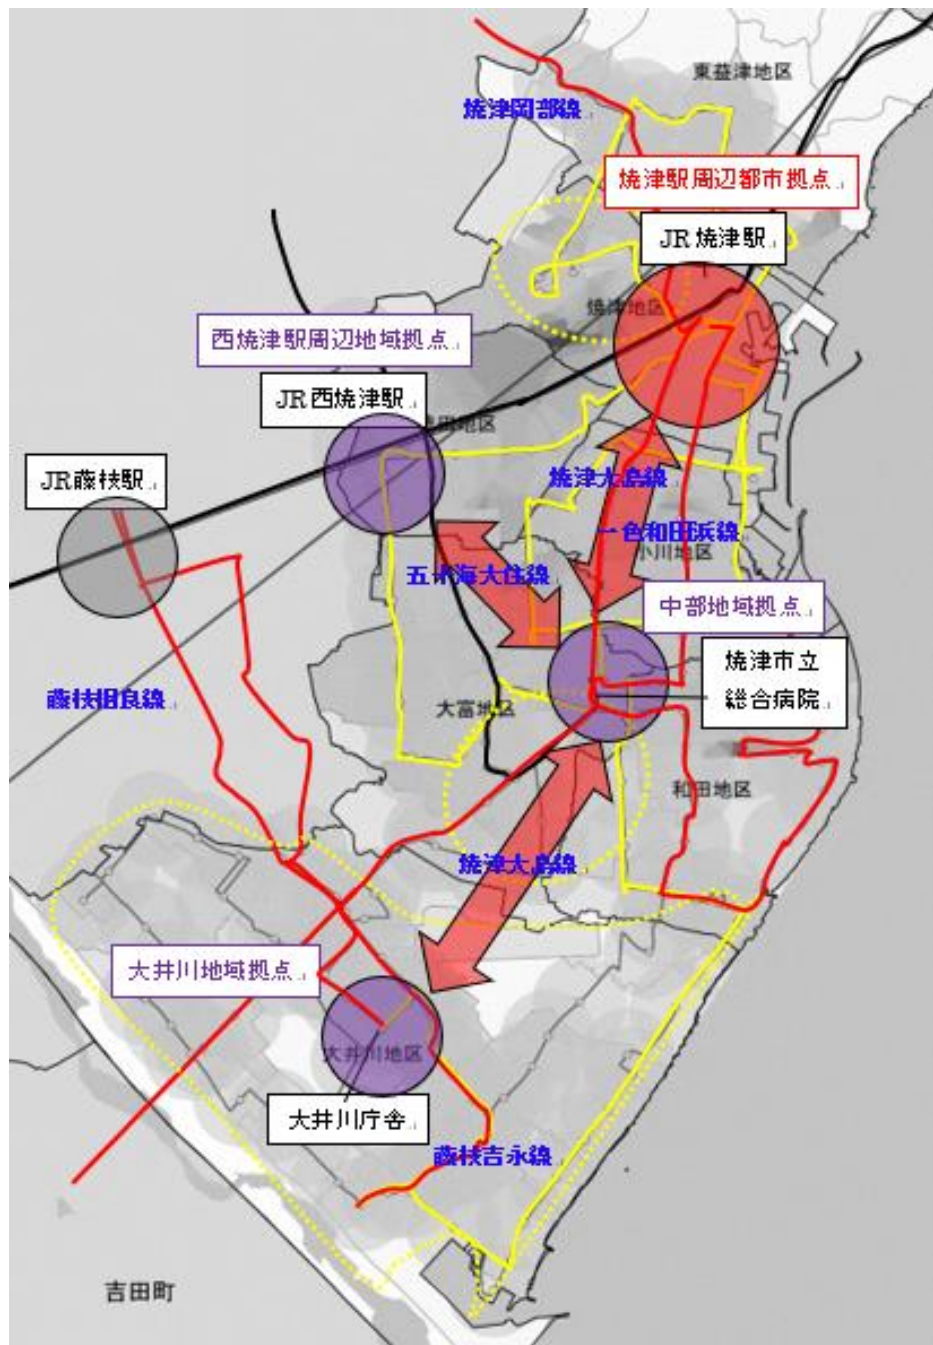 東益津地区
焼津岡部線
焼津駅周辺都市拠点
JR焼津駅
焼津地区
西焼津駅周辺地域拠点
JR西焼津駅
地区
JR藤枝駅
焼津大島線
一色和田浜線
小川地区
五ヶ海大住線
中部地域拠点
焼津市立
総合病院
藤枝相良線
大富地区
和田地区
焼津大島線
大井川地域拠点
大井川地区
大井川庁舎
藤枝吉永線
吉田町